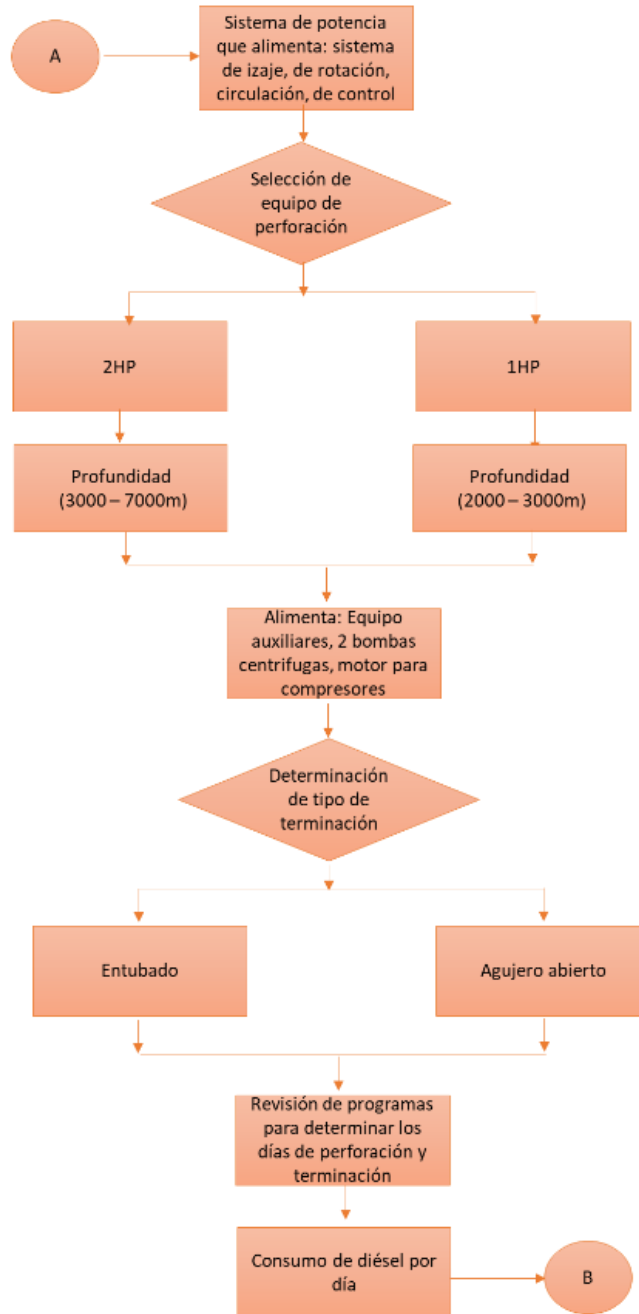 A
Sistema de potencia
que alimenta: sistema
de izaje, de rotación,
circulación, de control
Selección de
equipo de
perforación
2HP
1HP
Profundidad
(3000 – 7000m)
Profundidad
(2000 – 3000m)
Alimenta: Equipo
auxiliares, 2 bombas
centrifugas, motor para
compresores
Determinación
de tipo de
terminación
Entubado
Agujero abierto
Revisión de programas
para determinar los
días de perforación y
terminación
Consumo de diésel por
día
B